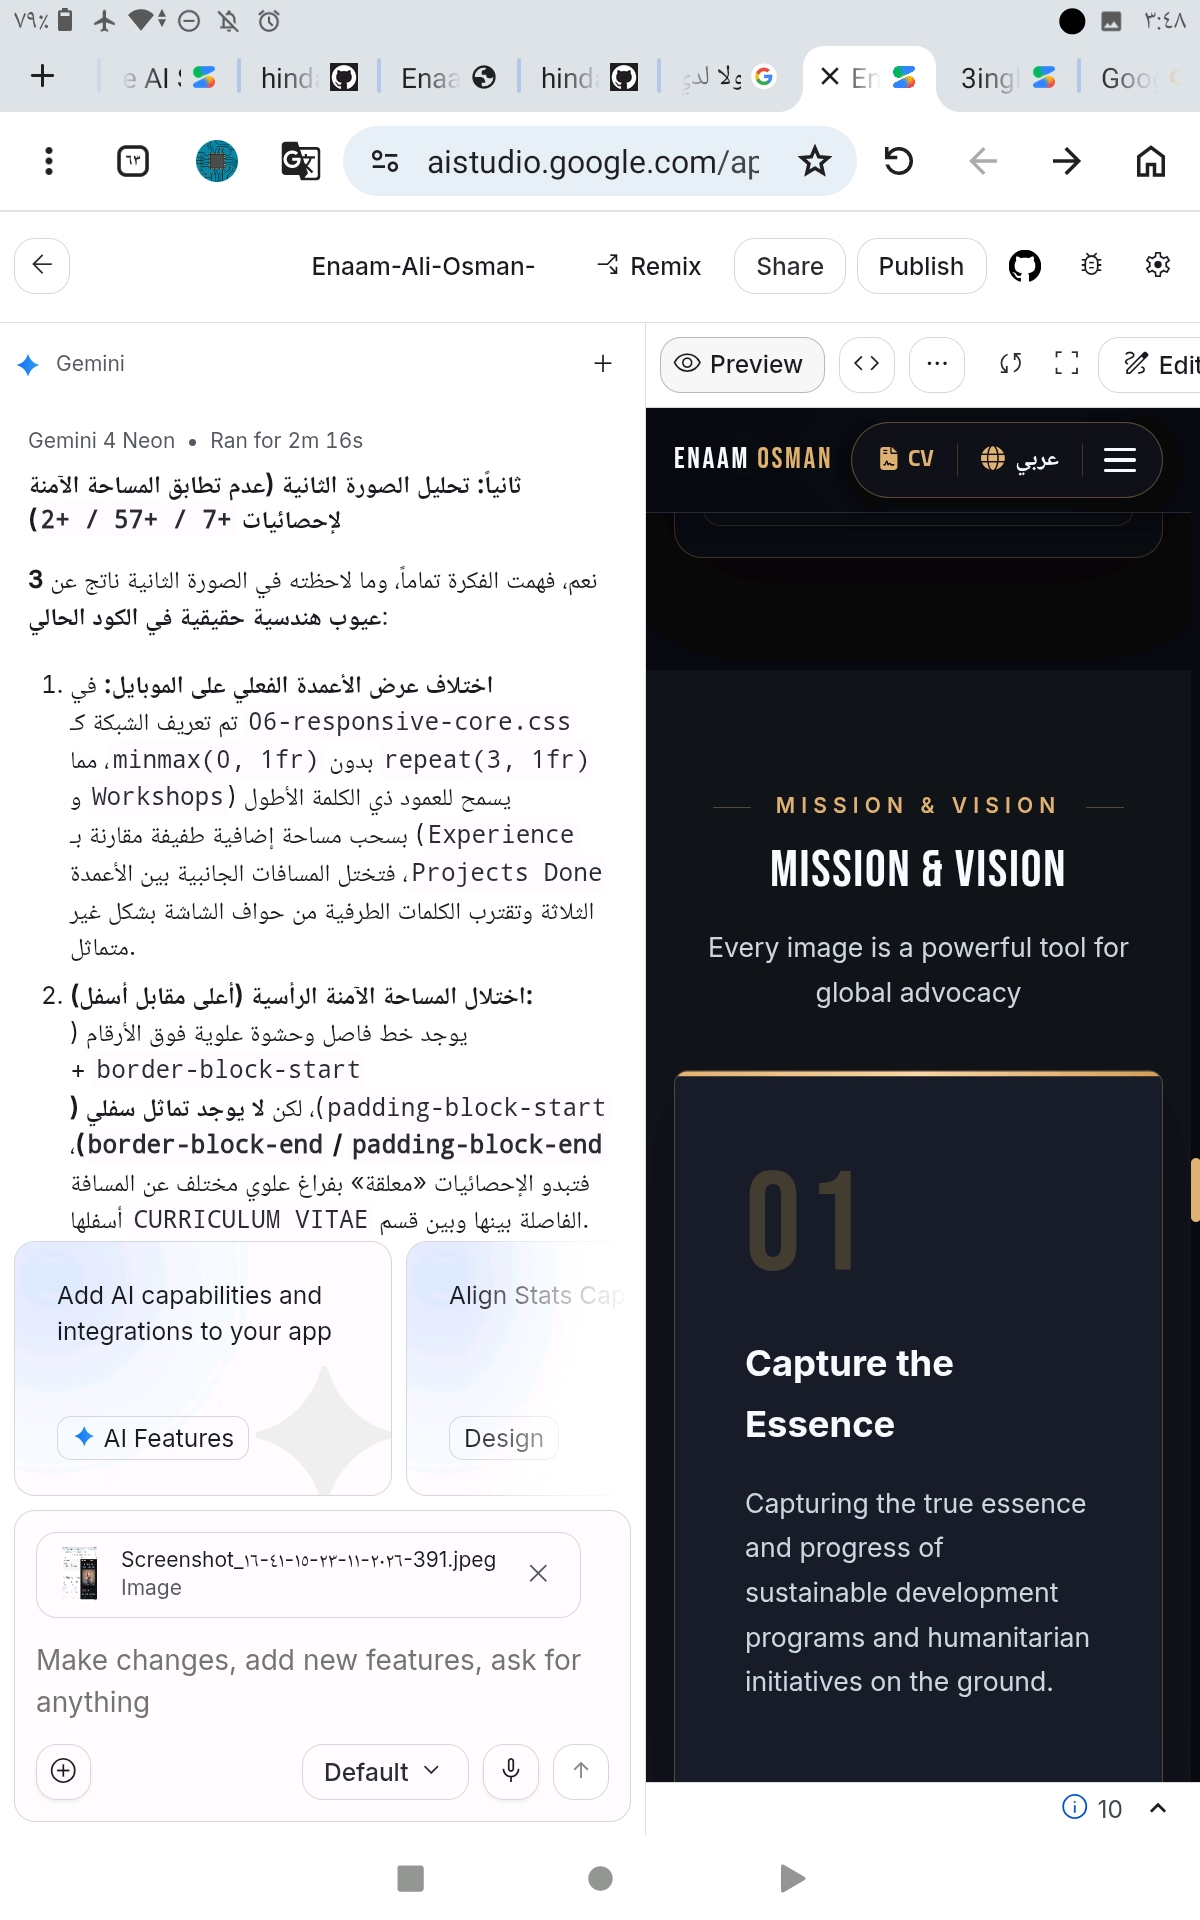 ٧٩٪
٣:٤٨
e AI
hind
Enaa
hind
ولا لدي
En
3ing
Goo
٦٣
aistudio.google.com/ap
Enaam-Ali-Osman-
Remix
Share
Publish
Gemini
Gemini 4 Neon • Ran for 2m 16s
ثانياً: تحليل الصورة الثانية (عدم تطابق المساحة الآمنة
لإحصائيات +7 / +57 / +2)
نعم، فهمت الفكرة تماماً، وما لاحظته في الصورة الثانية ناتج عن 3
عيوب هندسية حقيقية في الكود الحالي:
1. اختلاف عرض الأعمدة الفعلي على الموبايل: في
06-responsive-core.css تم تعريف الشبكة كـ
repeat(3, 1fr) بدون minmax(0, 1fr)، مما
يسمح للعمود ذي الكلمة الأطول (Workshops و
Experience) بسحب مساحة إضافية طفيفة مقارنة بـ
Projects Done، فتختل المسافات الجانبية بين الأعمدة
الثلاثة وتقترب الكلمات الطرفية من حواف الشاشة بشكل غير
متماثل.
2. اختلال المساحة الآمنة الرأسية (أعلى مقابل أسفل):
يوجد خط فاصل وحشوة علوية فوق الأرقام (
border-block-start +
padding-block-start)، لكن لا يوجد تماثل سفلي (
border-block-end / padding-block-end)،
فتبدو الإحصائيات «معلقة» بفراغ علوي مختلف عن المسافة
الفاصلة بينها وبين قسم CURRICULUM VITAE أسفلها.
Add AI capabilities and
integrations to your app
AI Features
Align Stats Cap
Design
Screenshot_١٦-٤١-١٥-٢٣-١١-٢٠٢٦-391.jpeg
Image
Make changes, add new features, ask for
anything
Default
Preview
Edit
ENAAM OSMAN
CV
عربي
MISSION & VISION
MISSION & VISION
Every image is a powerful tool for
global advocacy
01
Capture the
Essence
Capturing the true essence
and progress of
sustainable development
programs and humanitarian
initiatives on the ground.
10